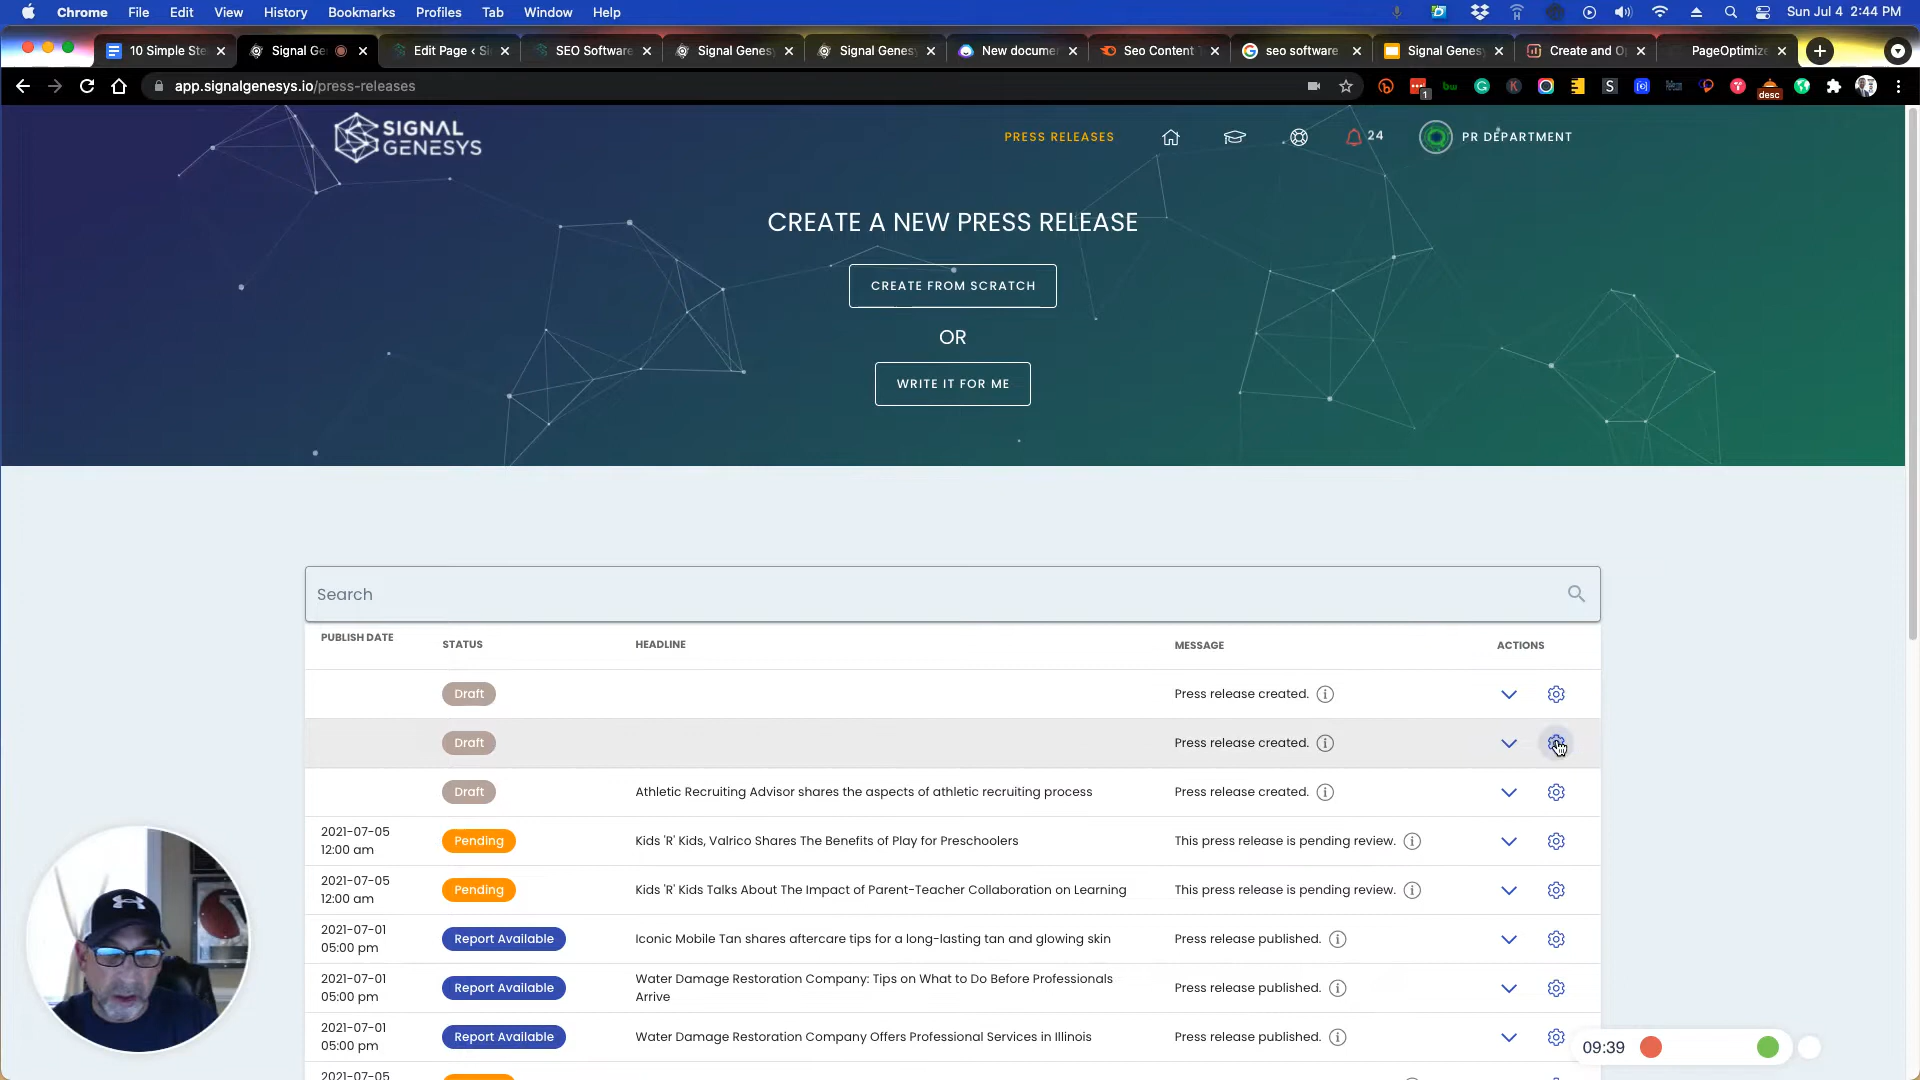 Chrome File Edit View History Bookmarks Profiles Tab Window Help Sun Jul 4 2:44 PM
10 Simple Ste Signal Ge Edit Page ‹ Si SEO Software Signal Genesy Signal Genesy New documen Seo Content T seo software Signal Genesy Create and Op PageOptimize
app.signalgenesys.io/press-releases
1 desc
SIGNAL
GENESYS
PRESS RELEASES 24 PR DEPARTMENT
CREATE A NEW PRESS RELEASE
CREATE FROM SCRATCH
OR
WRITE IT FOR ME
Search
PUBLISH DATE STATUS HEADLINE MESSAGE ACTIONS
Draft Press release created.
Draft Press release created.
Draft Athletic Recruiting Advisor shares the aspects of athletic recruiting process Press release created.
2021-07-05
12:00 am
Pending Kids 'R' Kids, Valrico Shares The Benefits of Play for Preschoolers This press release is pending review.
2021-07-05
12:00 am
Pending Kids 'R' Kids Talks About The Impact of Parent-Teacher Collaboration on Learning This press release is pending review.
2021-07-01
05:00 pm
Report Available Iconic Mobile Tan shares aftercare tips for a long-lasting tan and glowing skin Press release published.
2021-07-01
05:00 pm
Report Available Water Damage Restoration Company: Tips on What to Do Before Professionals
Arrive
Press release published.
2021-07-01
05:00 pm
Report Available Water Damage Restoration Company Offers Professional Services in Illinois Press release published.
2021-07-05
09:39